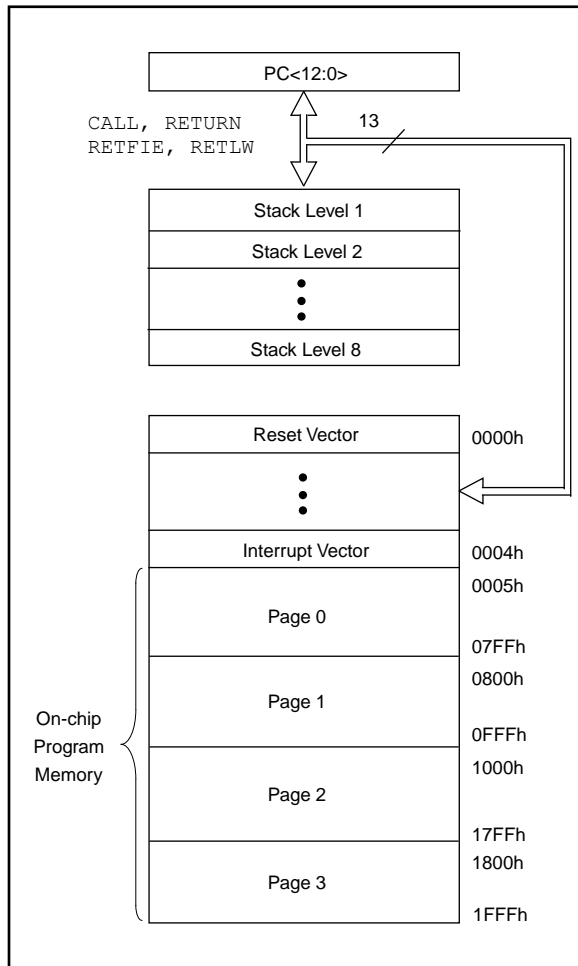 PC<12:0>
CALL, RETURN
RETFIE, RETLW
13
Stack Level 1
Stack Level 2
Stack Level 8
Reset Vector
0000h
Interrupt Vector
0004h
0005h
Page 0
07FFh
0800h
Page 1
0FFFh
On-chip
Program
Memory
1000h
Page 2
17FFh
1800h
Page 3
1FFFh